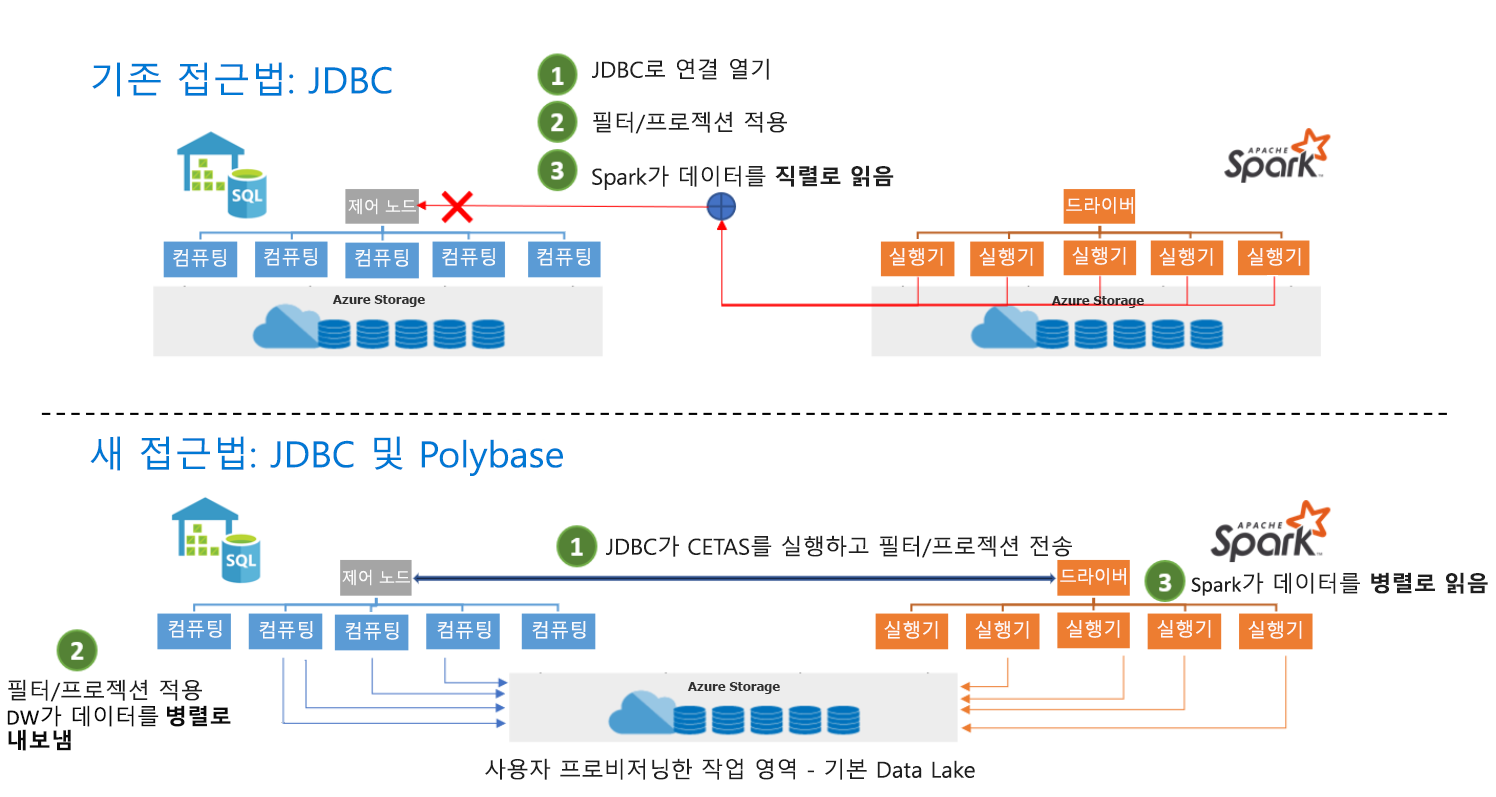 기존 접근법: JDBC
1 JDBC로 연결 열기
2 필터/프로젝션 적용
3 Spark가 데이터를 직렬로 읽음
SQL
APACHE
Spark
제어 노드
드라이버
컴퓨팅 컴퓨팅 컴퓨팅 컴퓨팅 컴퓨팅
실행기 실행기 실행기 실행기 실행기
Azure Storage
Azure Storage
새 접근법: JDBC 및 Polybase
SQL
1 JDBC가 CETAS를 실행하고 필터/프로젝션 전송
APACHE
Spark
제어 노드
드라이버
3 Spark가 데이터를 병렬로 읽음
컴퓨팅 컴퓨팅 컴퓨팅 컴퓨팅 컴퓨팅
실행기 실행기 실행기 실행기 실행기
2
필터/프로젝션 적용
DW가 데이터를 병렬로
내보냄
Azure Storage
사용자 프로비저닝한 작업 영역 - 기본 Data Lake